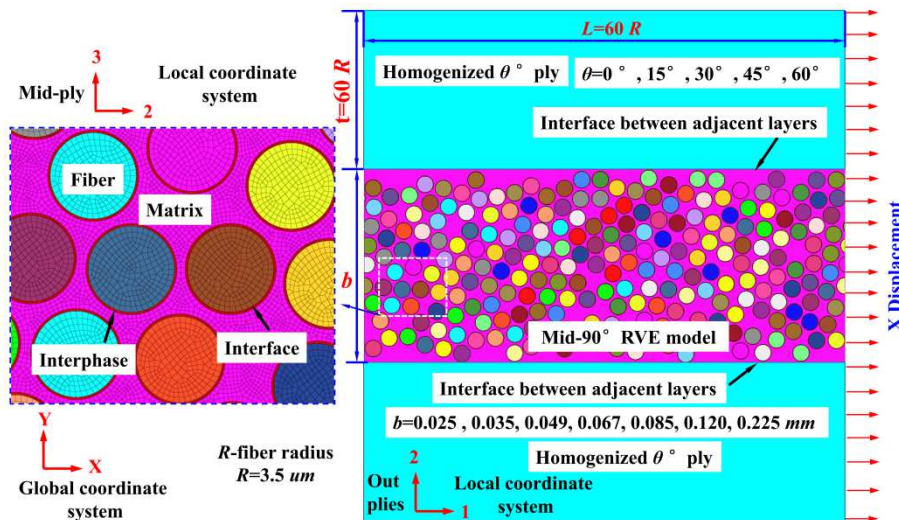 3
2
Mid-ply
Local coordinate
system
Fiber
Matrix
Interphase
Interface
Y
X
Global coordinate
system
R-fiber radius
R=3.5 um
L=60 R
t=60 R
Homogenized θ° ply
θ=0 °, 15°, 30°, 45°, 60°
Interface between adjacent layers
b
Mid-90° RVE model
Interface between adjacent layers
b=0.025 , 0.035, 0.049, 0.067, 0.085, 0.120, 0.225 mm
Homogenized θ° ply
2
1
Out
plies
Local coordinate
system
X Displacement